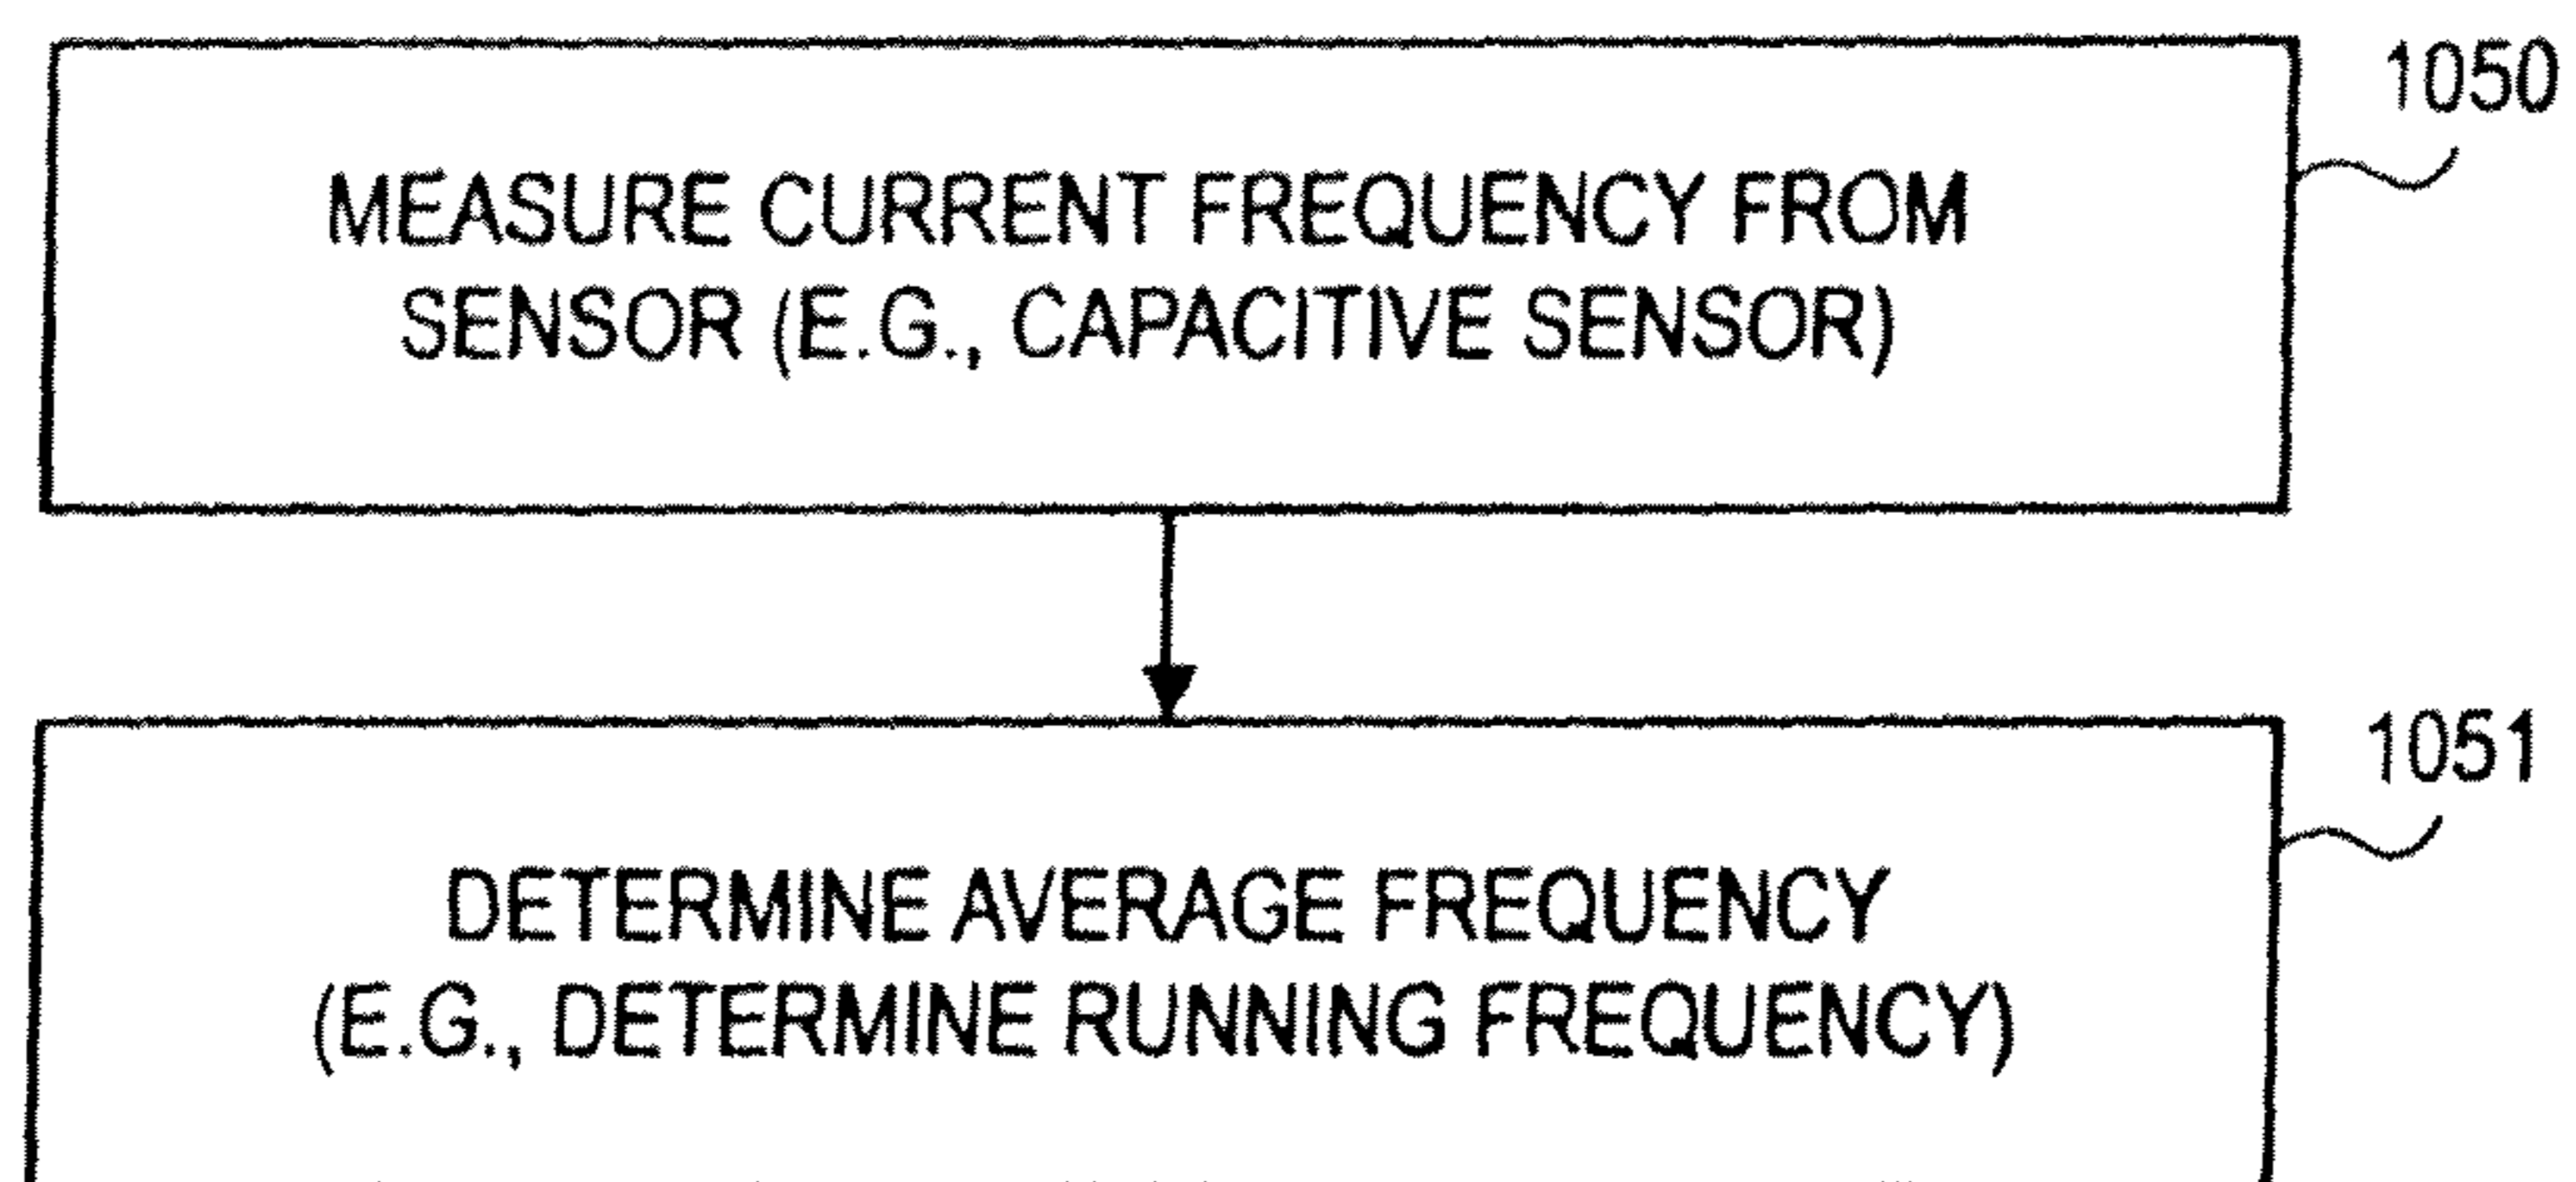 1050
MEASURE CURRENT FREQUENCY FROM
SENSOR (E.G., CAPACITIVE SENSOR)
1051
DETERMINE AVERAGE FREQUENCY
(E.G., DETERMINE RUNNING FREQUENCY)